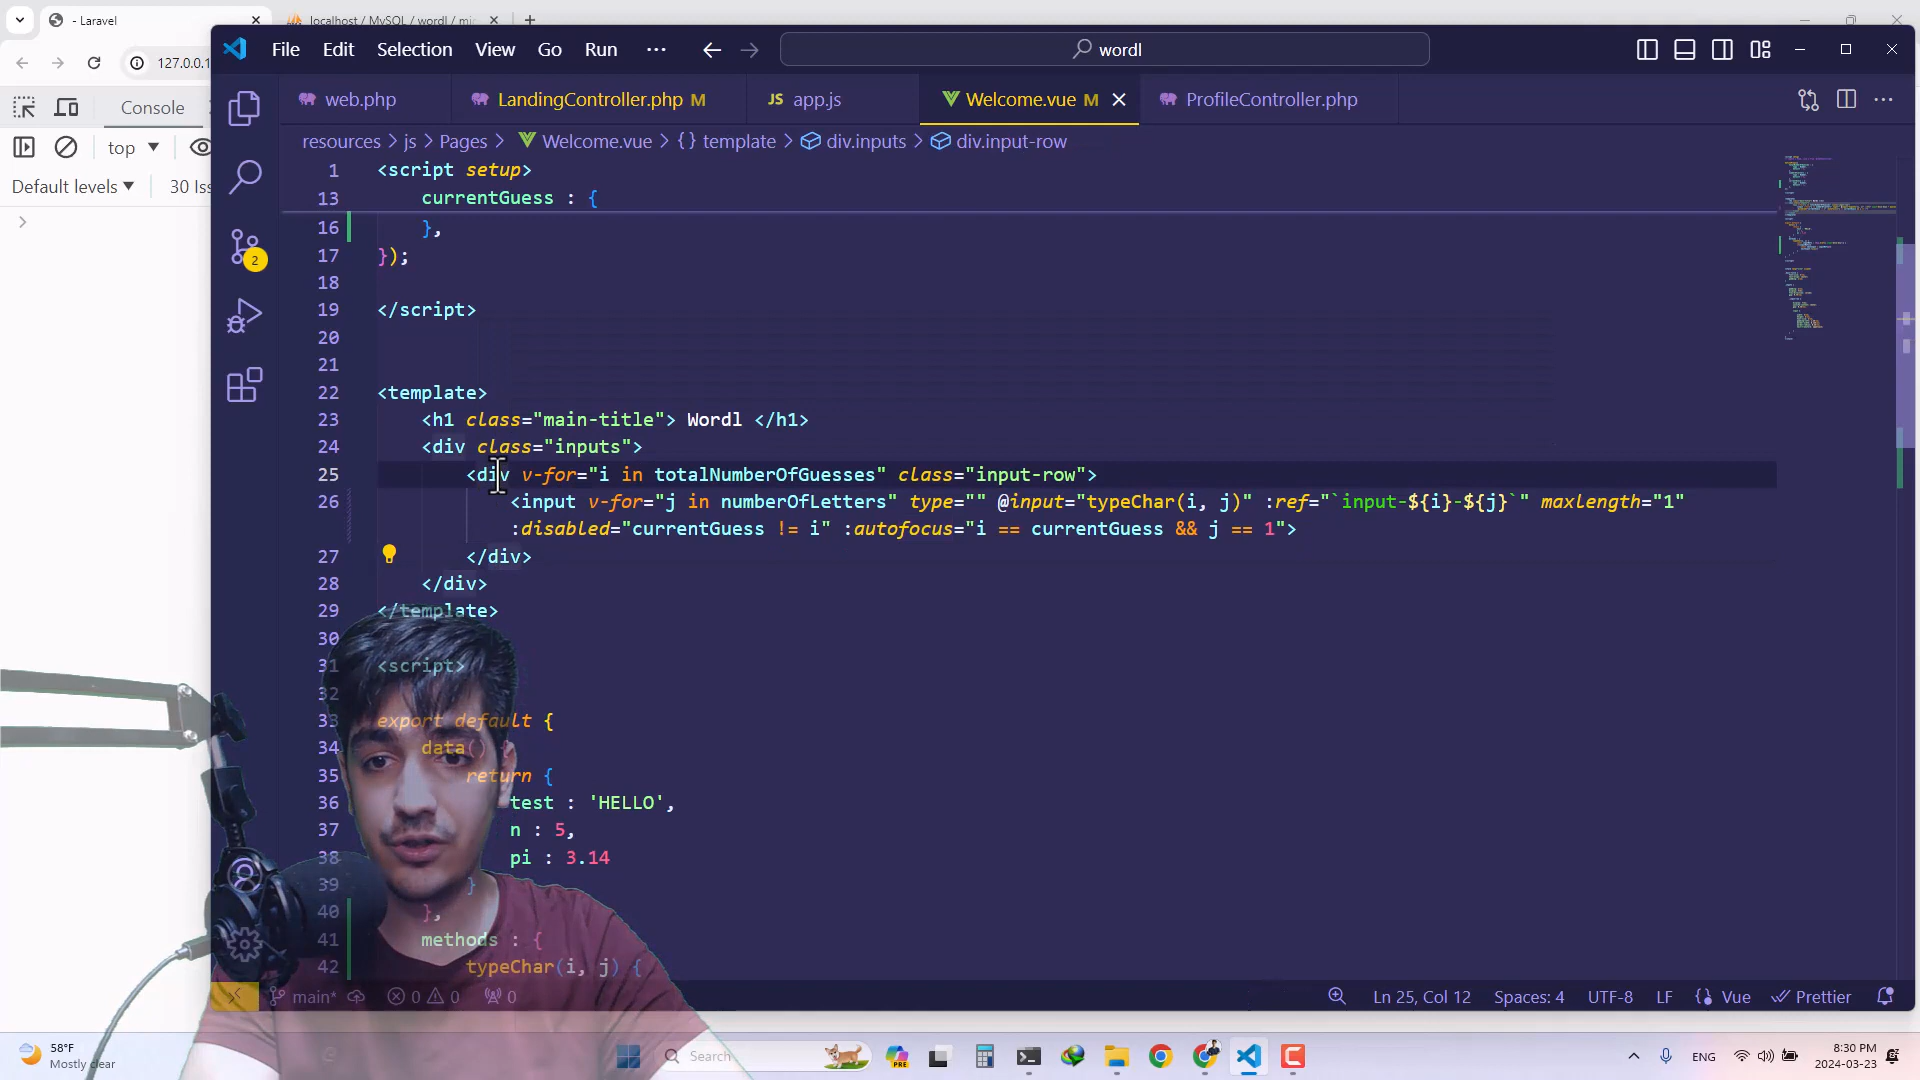 - Laravel
localhost / MySQL / wordl / mi
127.0.0.1
Console
top
Default levels
30 Iss
File Edit Selection View Go Run
wordl
web.php
LandingController.php M
JS app.js
Welcome.vue M
ProfileController.php
resources > js > Pages > Welcome.vue > {} template > div.inputs > div.input-row
1 <script setup>
13 currentGuess : {
16 },
17 });
18
19 </script>
20
21
22 <template>
23 <h1 class="main-title"> Wordl </h1>
24 <div class="inputs">
25 <div v-for="i in totalNumberOfGuesses" class="input-row">
26 <input v-for="j in numberOfLetters" type="" @input="typeChar(i, j)" :ref="`input-${i}-${j}`" maxlength="1"
:disabled="currentGuess != i" :autofocus="i == currentGuess && j == 1">
27 </div>
28 </div>
29 </template>
30
31 <script>
32
33 export default {
34 data() {
35 return {
36 test : 'HELLO',
37 n : 5,
38 pi : 3.14
39 }
40 },
41 methods : {
42 typeChar(i, j) {
2
main*
0 0
0
Ln 25, Col 12
Spaces: 4
UTF-8
LF
{} Vue
Prettier
58°F
Mostly clear
Search
PRE
ENG
8:30 PM
2024-03-23